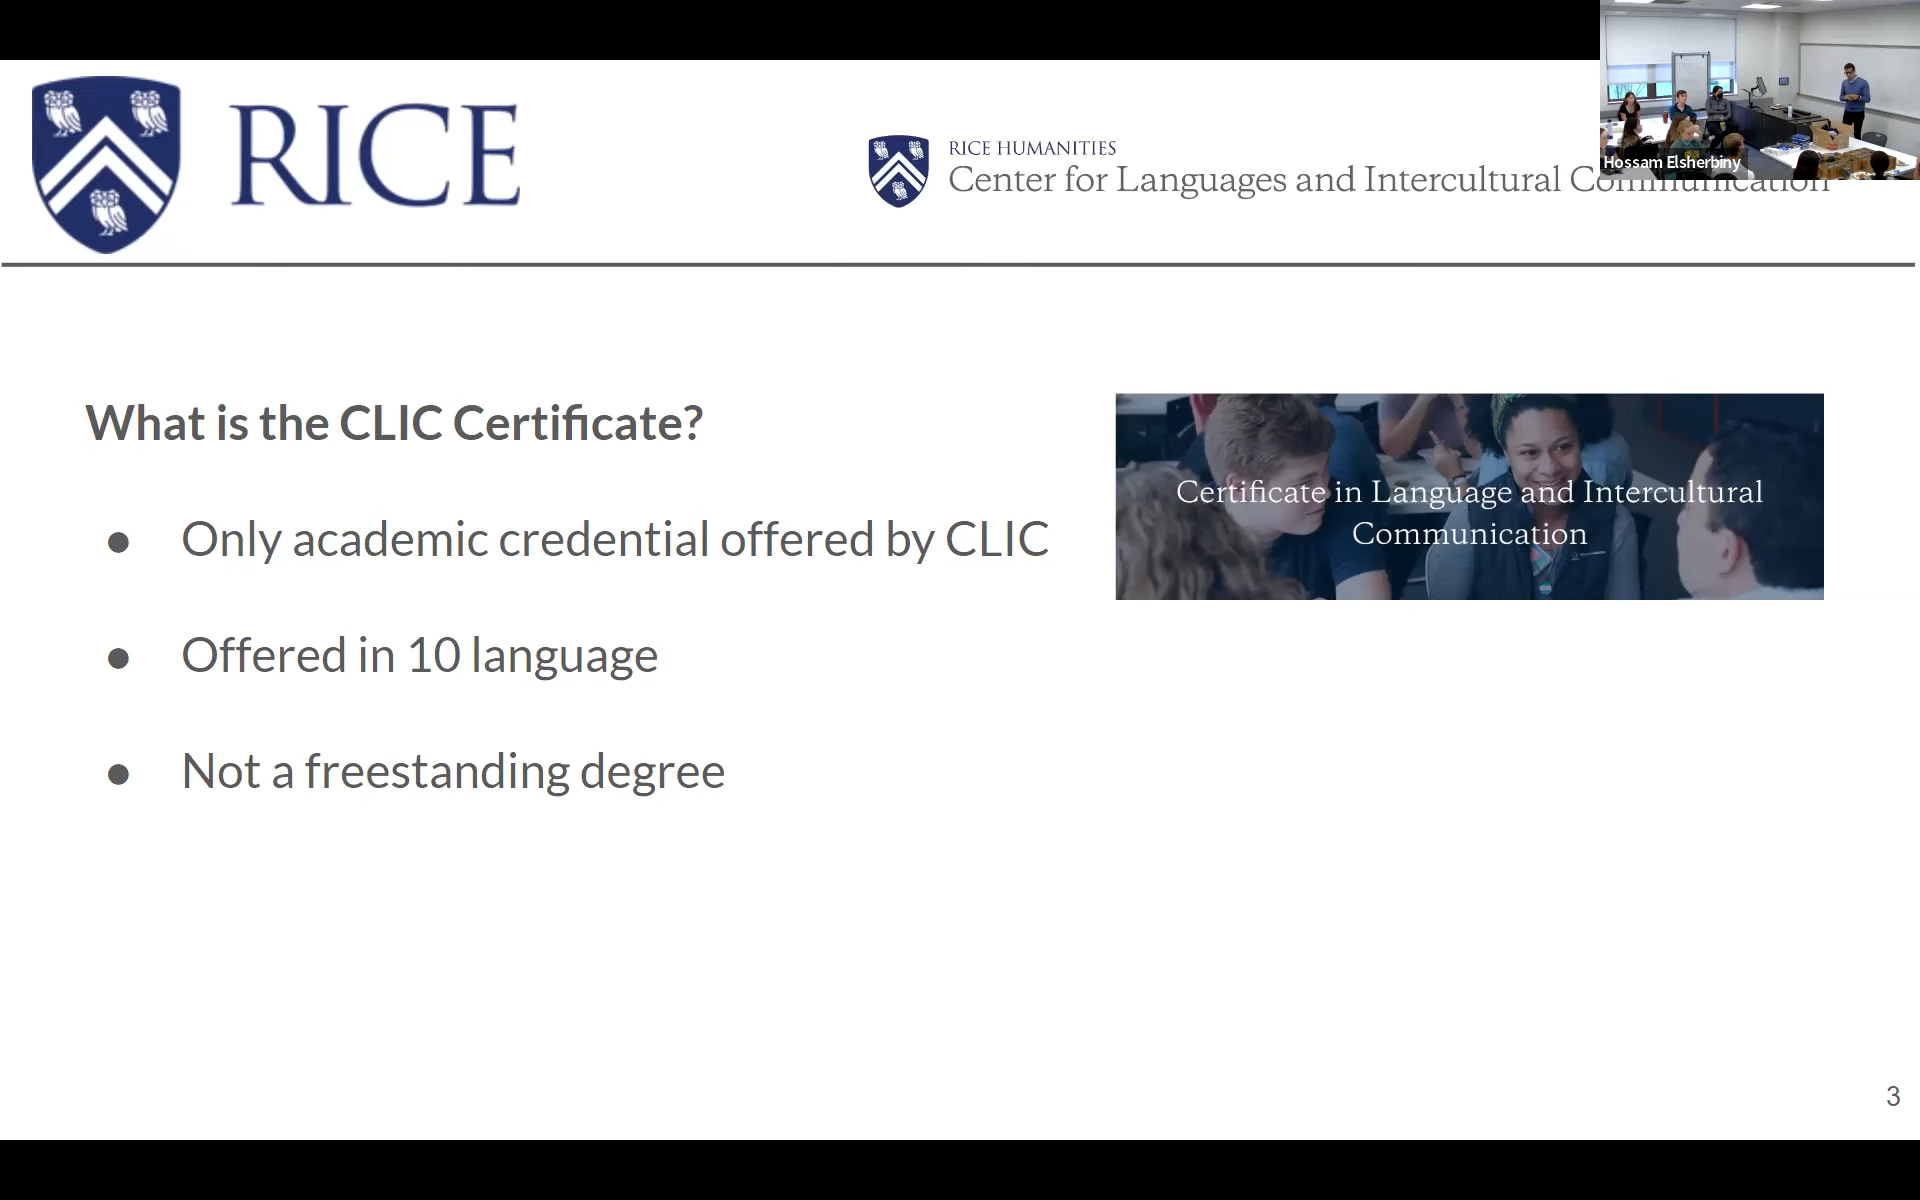 RICE
RICE HUMANITIES
Center for Languages and Intercultural Communication
Hossam Elsherbiny
What is the CLIC Certificate?
● Only academic credential offered by CLIC
● Offered in 10 language
● Not a freestanding degree
Certificate in Language and Intercultural
Communication
3